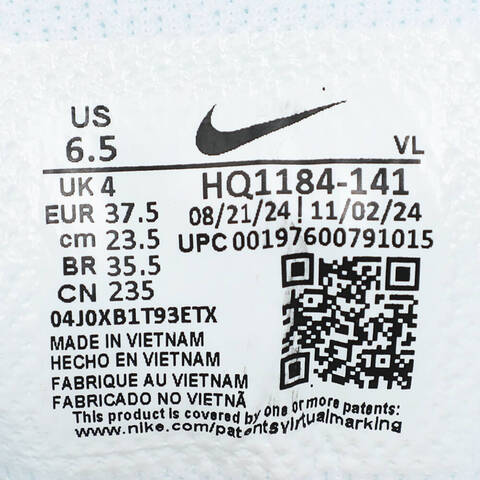 US
6.5
VL
UK 4
HQ1184-141
EUR 37.5
08/21/24 | 11/02/24
cm 23.5
UPC 00197600791015
BR 35.5
CN 235
04J0XB1T93ETX
MADE IN VIETNAM
HECHO EN VIETNAM
FABRIQUE AU VIETNAM
FABRICADO NO VIETNÃ
This product is covered by one or more patents:
www.nike.com/patentsvirtualmarking